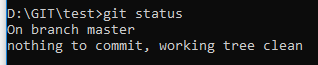 D:\GIT\test>git status
On branch master
nothing to commit, working tree clean